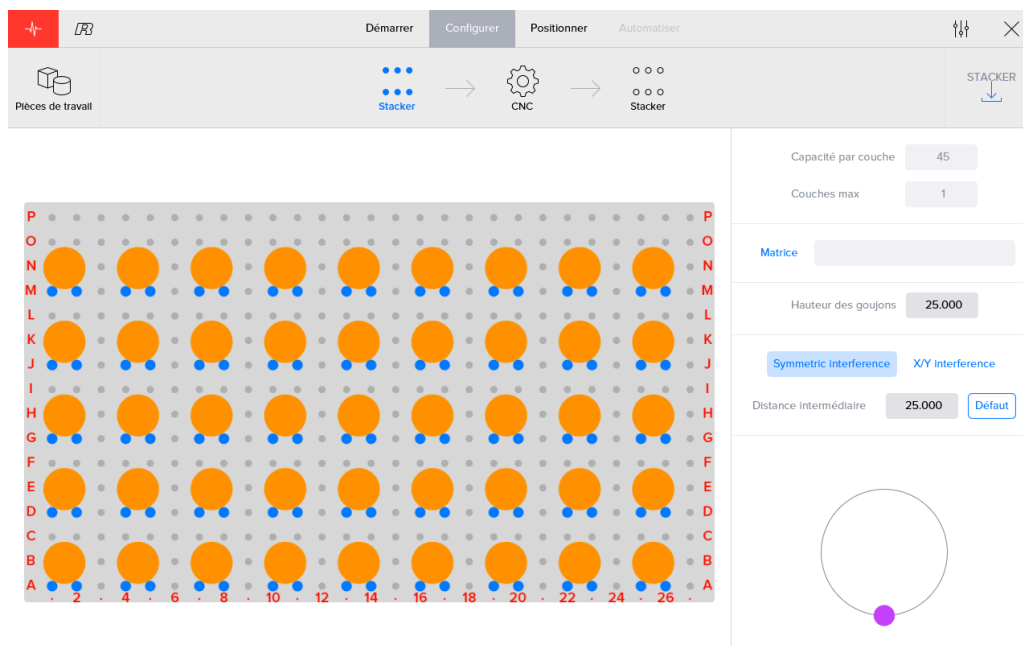 Démarrer Configurer Positionner Automatiser
Pièces de travail Stacker CNC Stacker STACKER
Capacité par couche 45
Couches max 1
Matrice
Hauteur des goujons 25.000
Symmetric interference X/Y interference
Distance intermédiaire 25.000 Défaut
P P
O O
N N
M M
L L
K K
J J
I I
H H
G G
F F
E E
D D
C C
B B
A A
· 2 · 4 · 6 · 8 · 10 · 12 · 14 · 16 · 18 · 20 · 22 · 24 · 26 ·